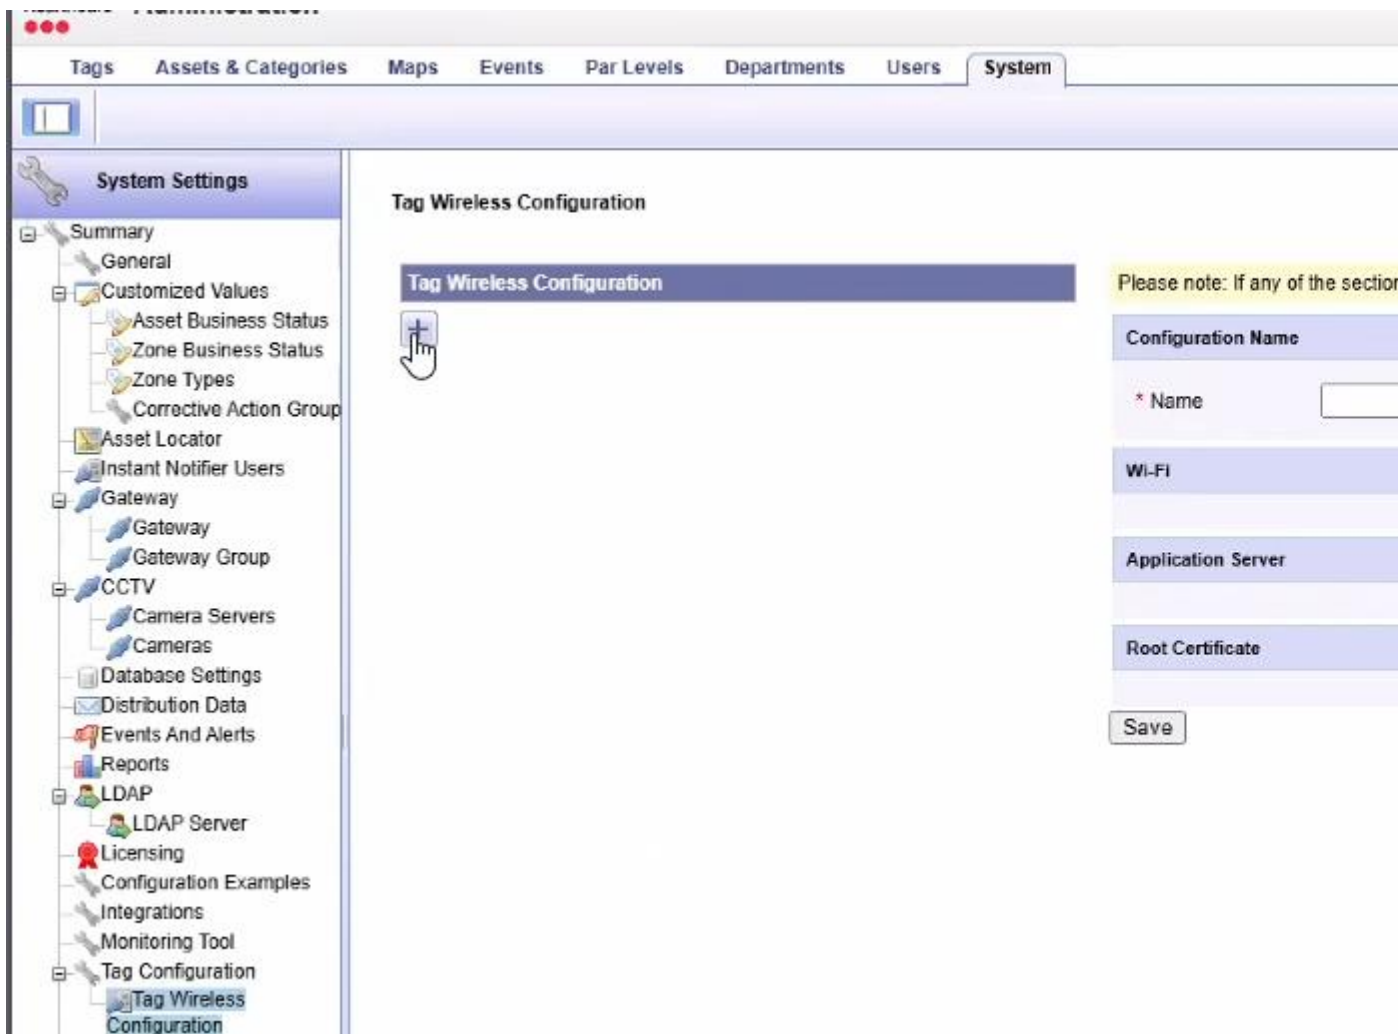 Administration
Tags Assets & Categories Maps Events Par Levels Departments Users System
System Settings
Summary
General
Customized Values
Asset Business Status
Zone Business Status
Zone Types
Corrective Action Group
Asset Locator
Instant Notifier Users
Gateway
Gateway
Gateway Group
CCTV
Camera Servers
Cameras
Database Settings
Distribution Data
Events And Alerts
Reports
LDAP
LDAP Server
Licensing
Configuration Examples
Integrations
Monitoring Tool
Tag Configuration
Tag Wireless
Configuration
Tag Wireless Configuration
Tag Wireless Configuration
Please note: If any of the section
Configuration Name
* Name
Wi-Fi
Application Server
Root Certificate
Save